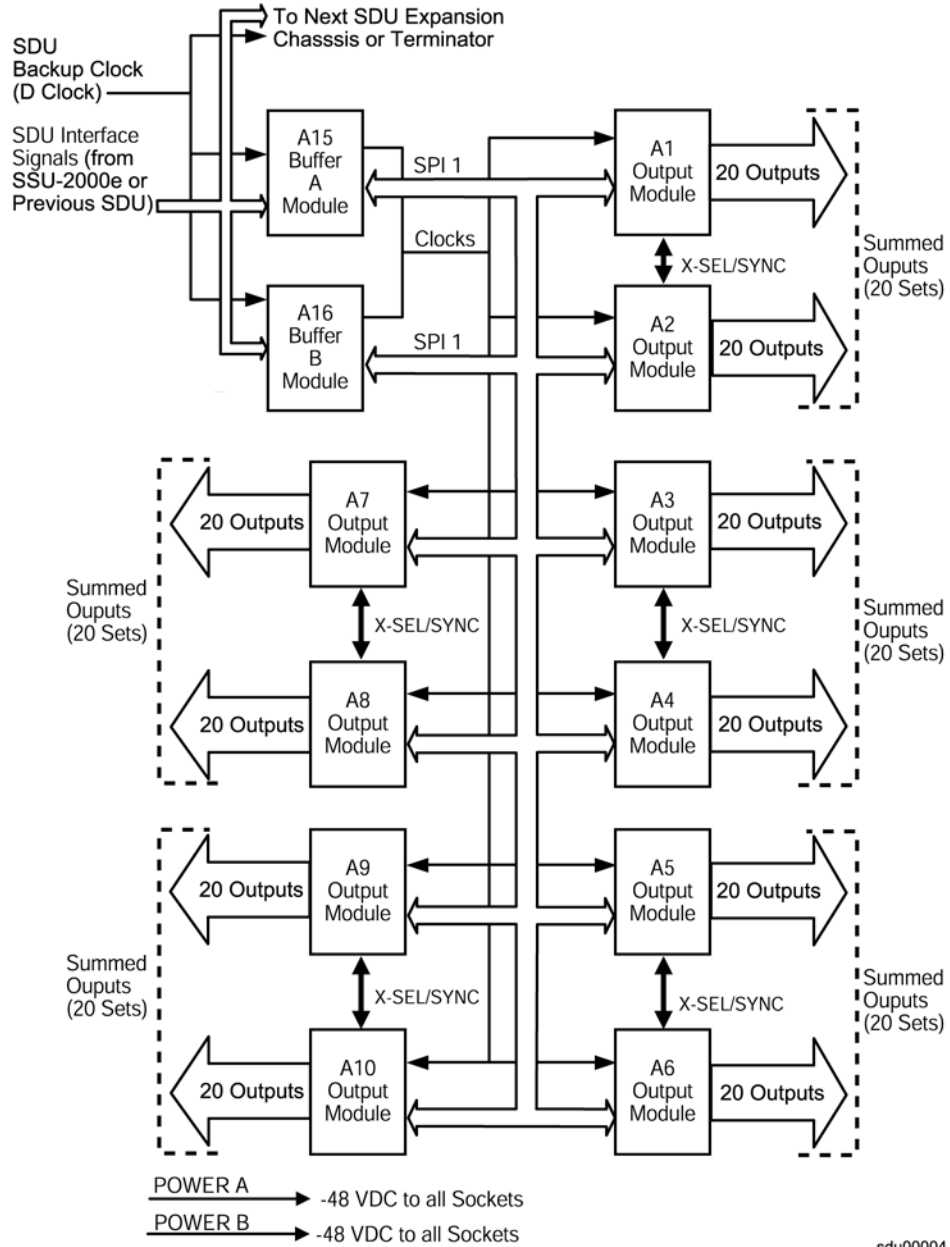 To Next SDU Expansion
Chasssis or Terminator
SDU
Backup Clock
(D Clock)
SDU Interface
Signals (from
SSU-2000e or
Previous SDU)
A15
Buffer
A
Module
SPI 1
A1
Output
Module
20 Outputs
Clocks
X-SEL/SYNC
Summed
Ouputs
(20 Sets)
A16
Buffer
B
Module
SPI 1
A2
Output
Module
20 Outputs
20 Outputs
A7
Output
Module
A3
Output
Module
20 Outputs
Summed
Ouputs
(20 Sets)
X-SEL/SYNC
X-SEL/SYNC
Summed
Ouputs
(20 Sets)
20 Outputs
A8
Output
Module
A4
Output
Module
20 Outputs
20 Outputs
A9
Output
Module
A5
Output
Module
20 Outputs
Summed
Ouputs
(20 Sets)
X-SEL/SYNC
X-SEL/SYNC
Summed
Ouputs
(20 Sets)
20 Outputs
A10
Output
Module
A6
Output
Module
20 Outputs
POWER A
-48 VDC to all Sockets
POWER B
-48 VDC to all Sockets